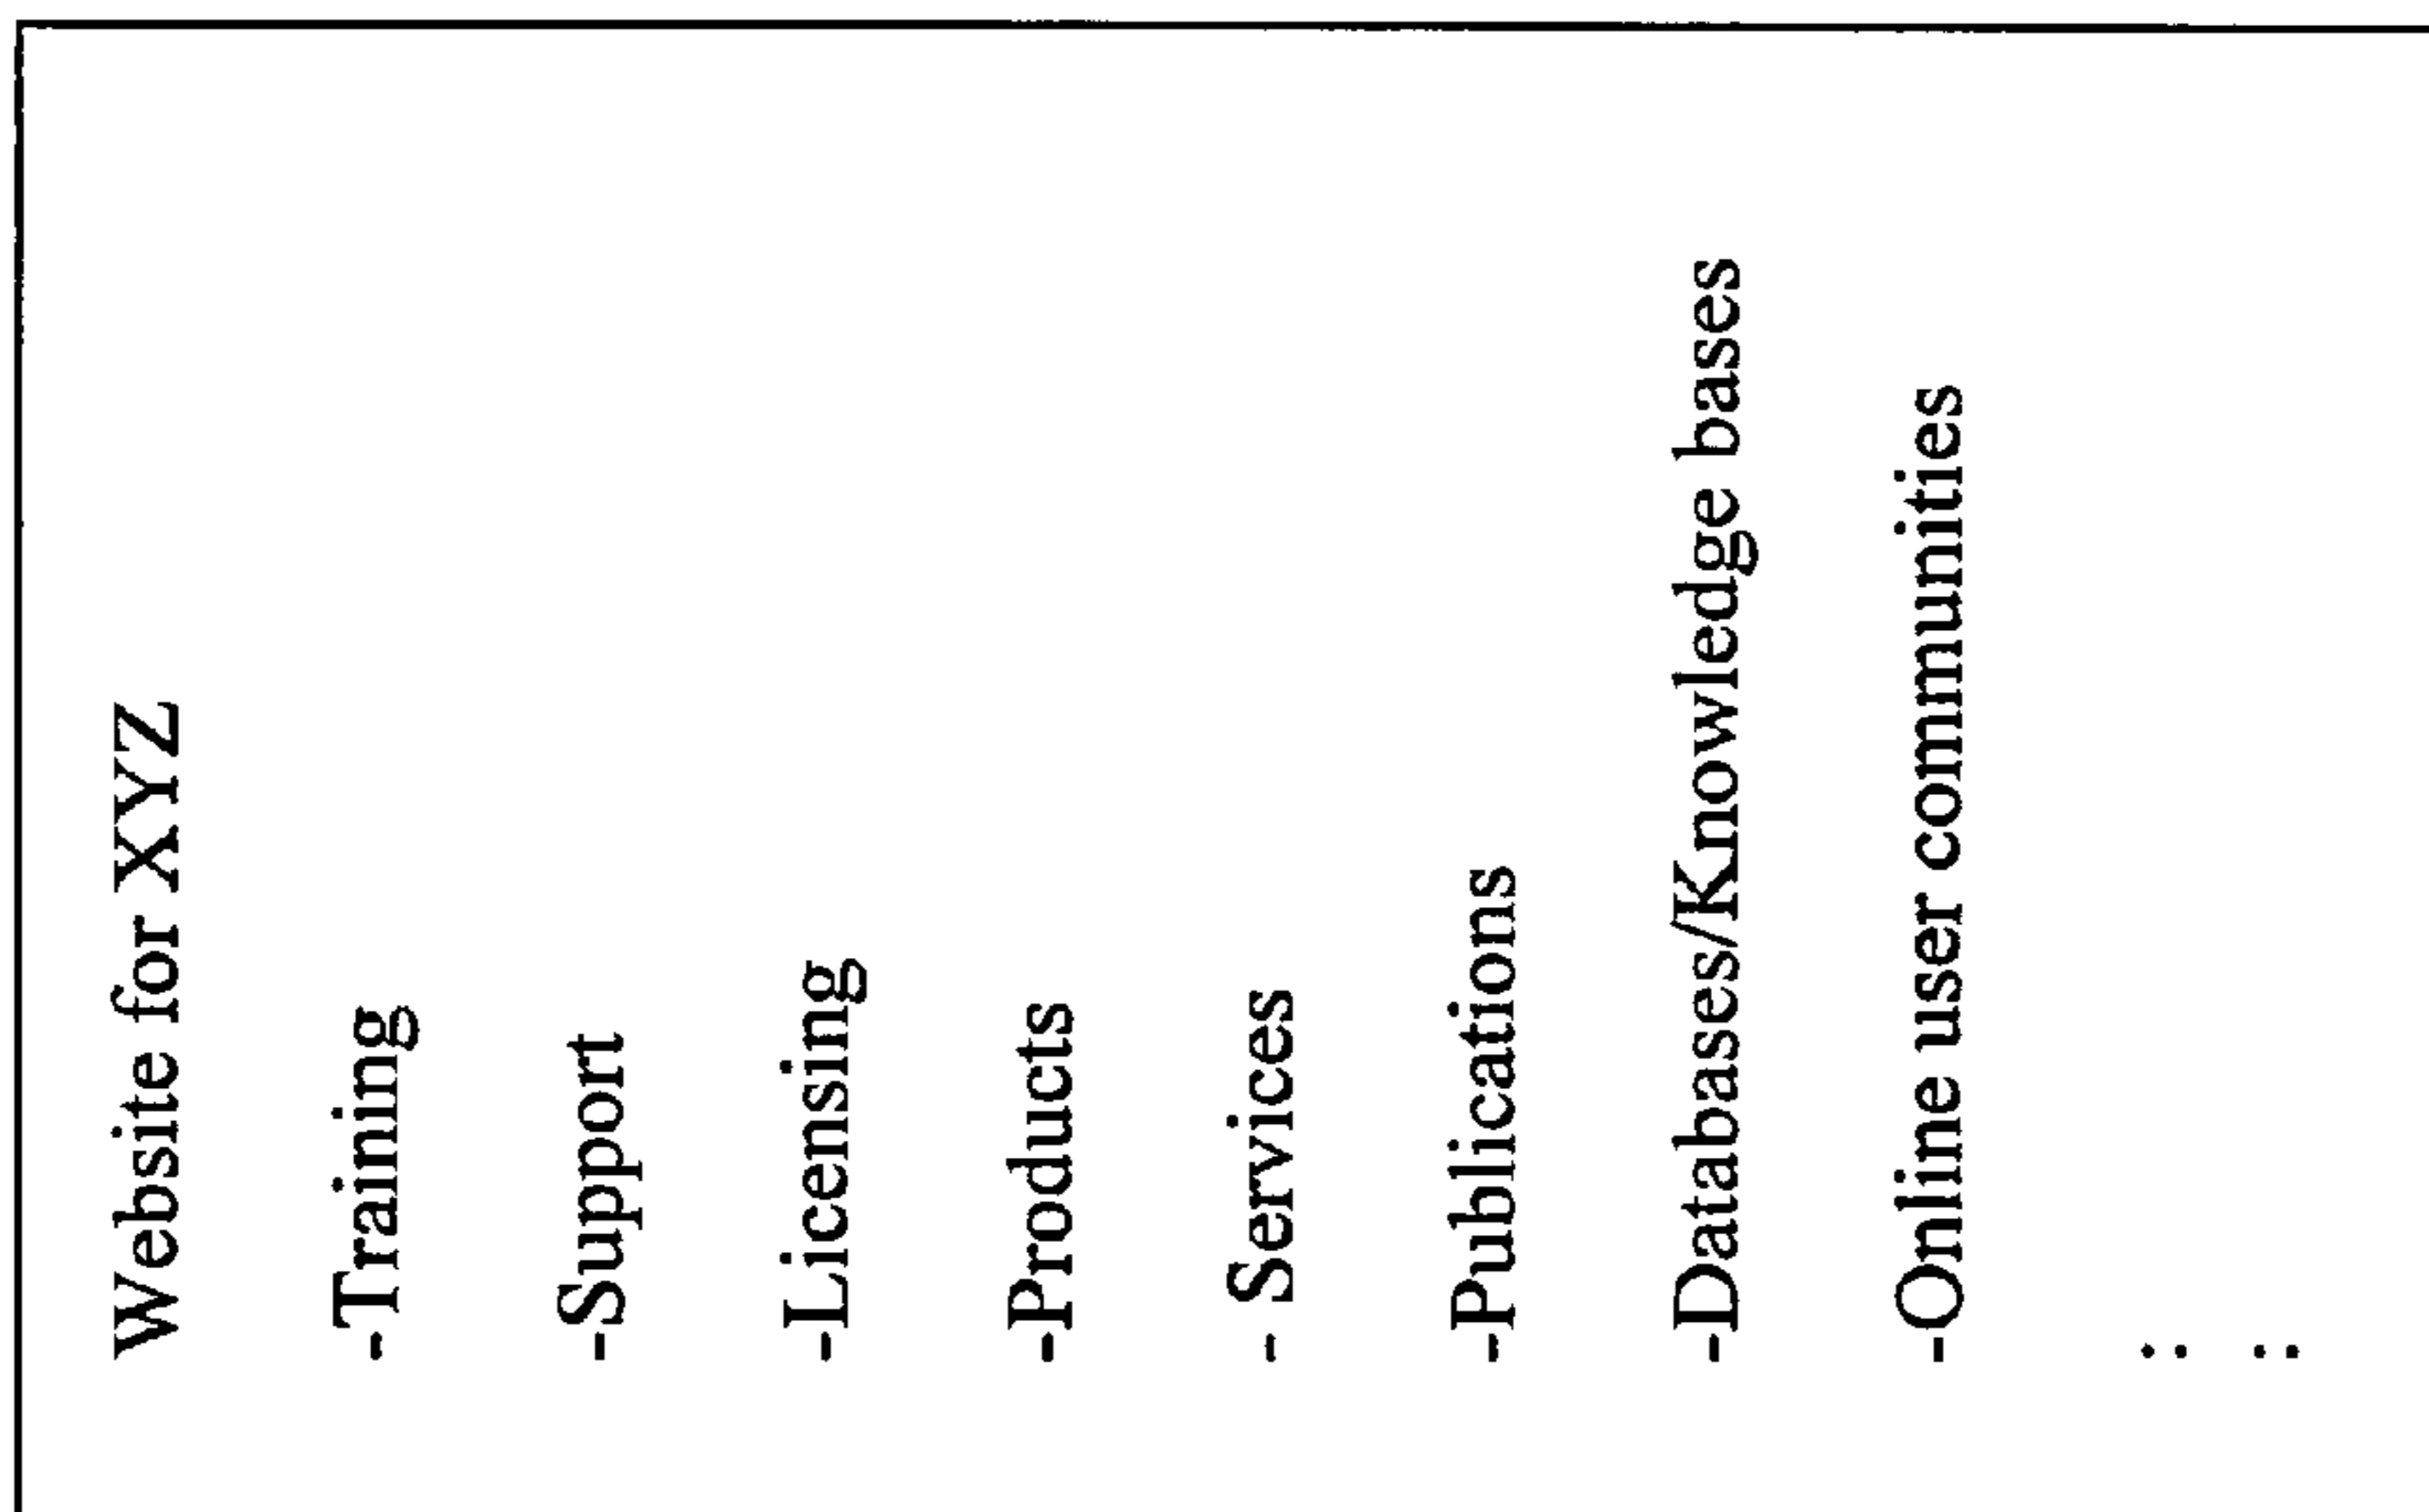 Website for XYZ
-Training
-Support
-Licensing
-Products
- Services
-Publications
-Databases/Knowledge bases
-Online user communities
:
: